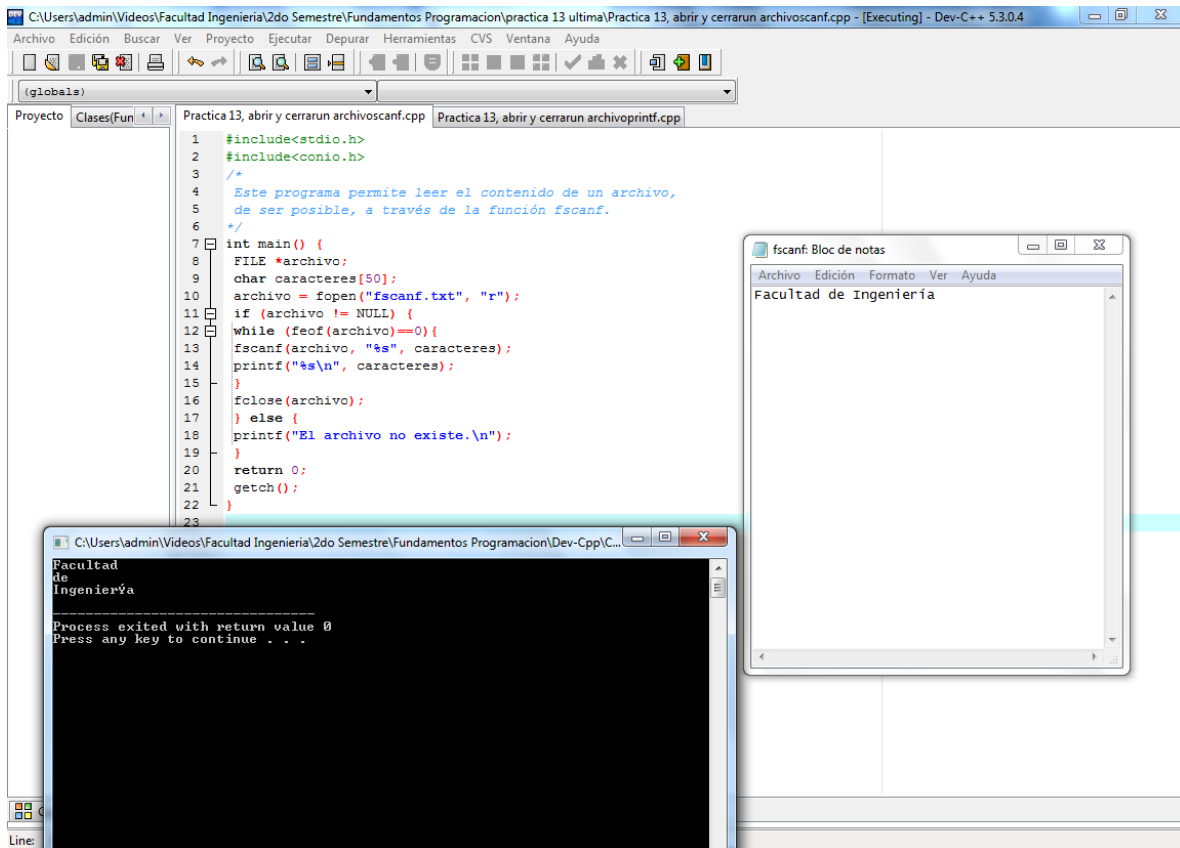 C:\Users\admin\Videos\Facultad Ingenieria\2do Semestre\Fundamentos Programacion\practica 13 ultima\Practica 13, abrir y cerrarun archivoscanf.cpp - [Executing] - Dev-C++ 5.3.0.4
Archivo Edición Buscar Ver Proyecto Ejecutar Depurar Herramientas CVS Ventana Ayuda
(globals)
Proyecto Clases(Fun
Practica 13, abrir y cerrarun archivoscanf.cpp Practica 13, abrir y cerrarun archivoprintf.cpp
1 #include<stdio.h>
2 #include<conio.h>
3 /*
4 Este programa permite leer el contenido de un archivo,
5 de ser posible, a través de la función fscanf.
6 */
7 int main() {
8 FILE *archivo;
9 char caracteres[50];
10 archivo = fopen("fscanf.txt", "r");
11 if (archivo != NULL) {
12 while (feof(archivo)==0){
13 fscanf(archivo, "%s", caracteres);
14 printf("%s\n", caracteres);
15 }
16 fclose(archivo);
17 } else {
18 printf("El archivo no existe.\n");
19 }
20 return 0;
21 getch();
22 }
23
fscanf: Bloc de notas
Archivo Edición Formato Ver Ayuda
Facultad de Ingeniería
C:\Users\admin\Videos\Facultad Ingenieria\2do Semestre\Fundamentos Programacion\Dev-Cpp\C...
Facultad
de
Ingenierýa
--------------------------------
Process exited with return value 0
Press any key to continue . . .
Line: